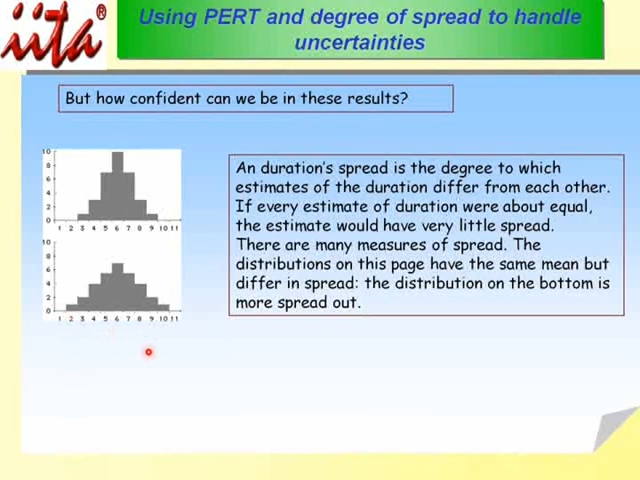 iita®
Using PERT and degree of spread to handle
uncertainties
But how confident can we be in these results?
10
8
6
4
2
0
1 2 3 4 5 6 7 8 9 10 11
10
8
6
4
2
0
1 2 3 4 5 6 7 8 9 10 11
An duration's spread is the degree to which
estimates of the duration differ from each other.
If every estimate of duration were about equal,
the estimate would have very little spread.
There are many measures of spread. The
distributions on this page have the same mean but
differ in spread: the distribution on the bottom is
more spread out.